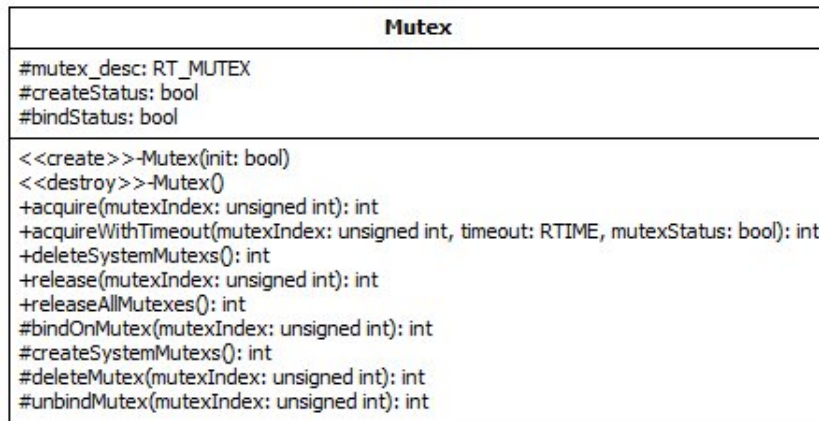 Mutex
#mutex_desc: RT_MUTEX
#createStatus: bool
#bindStatus: bool
<<create>>-Mutex(init: bool)
<<destroy>>-Mutex()
+acquire(mutexIndex: unsigned int): int
+acquireWithTimeout(mutexIndex: unsigned int, timeout: RTIME, mutexStatus: bool): int
+deleteSystemMutexs(): int
+release(mutexIndex: unsigned int): int
+releaseAllMutexes(): int
#bindOnMutex(mutexIndex: unsigned int): int
#createSystemMutexs(): int
#deleteMutex(mutexIndex: unsigned int): int
#unbindMutex(mutexIndex: unsigned int): int